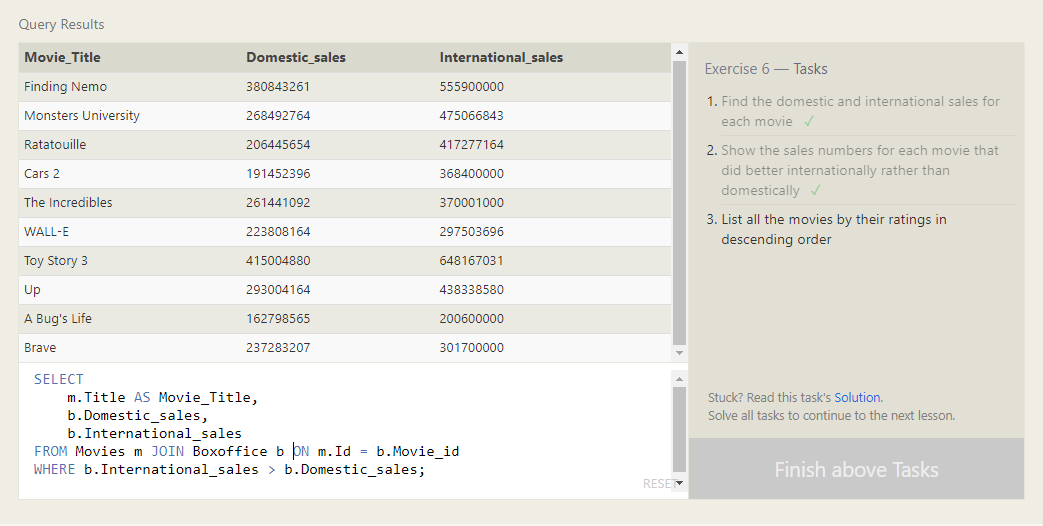 Query Results
Movie_Title Domestic_sales International_sales
Finding Nemo 380843261 555900000
Monsters University 268492764 475066843
Ratatouille 206445654 417277164
Cars 2 191452396 368400000
The Incredibles 261441092 370001000
WALL-E 223808164 297503696
Toy Story 3 415004880 648167031
Up 293004164 438338580
A Bug's Life 162798565 200600000
Brave 237283207 301700000
SELECT
m.Title AS Movie_Title,
b.Domestic_sales,
b.International_sales
FROM Movies m JOIN Boxoffice b ON m.Id = b.Movie_id
WHERE b.International_sales > b.Domestic_sales;
RESET
Exercise 6 — Tasks
1. Find the domestic and international sales for
each movie ✓
2. Show the sales numbers for each movie that
did better internationally rather than
domestically ✓
3. List all the movies by their ratings in
descending order
Stuck? Read this task's Solution.
Solve all tasks to continue to the next lesson.
Finish above Tasks